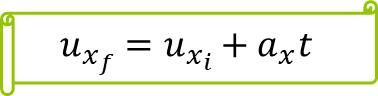 $u_{x_f} = u_{x_i} + a_x t$